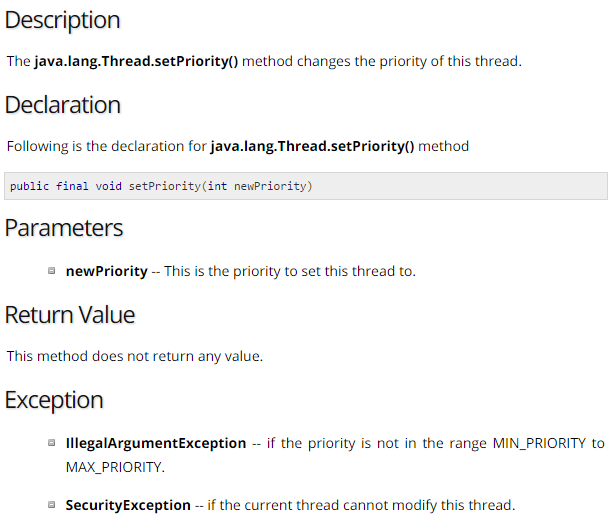 Description
The java.lang.Thread.setPriority() method changes the priority of this thread.
Declaration
Following is the declaration for java.lang.Thread.setPriority() method
public final void setPriority(int newPriority)
Parameters
newPriority -- This is the priority to set this thread to.
Return Value
This method does not return any value.
Exception
IllegalArgumentException -- if the priority is not in the range MIN_PRIORITY to
MAX_PRIORITY.
SecurityException -- if the current thread cannot modify this thread.